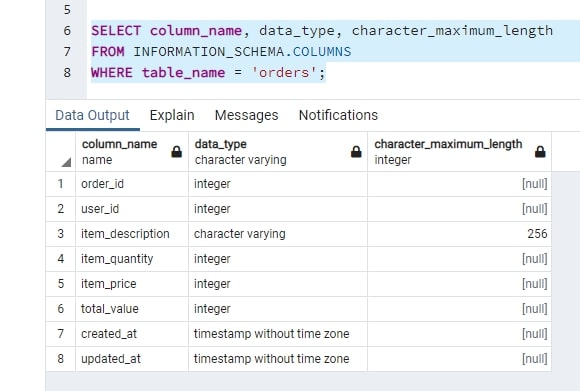 5
6 SELECT column_name, data_type, character_maximum_length
7 FROM INFORMATION_SCHEMA.COLUMNS
8 WHERE table_name = 'orders';
Data Output Explain Messages Notifications
column_name data_type character_maximum_length
name character varying integer
1 order_id integer [null]
2 user_id integer [null]
3 item_description character varying 256
4 item_quantity integer [null]
5 item_price integer [null]
6 total_value integer [null]
7 created_at timestamp without time zone [null]
8 updated_at timestamp without time zone [null]